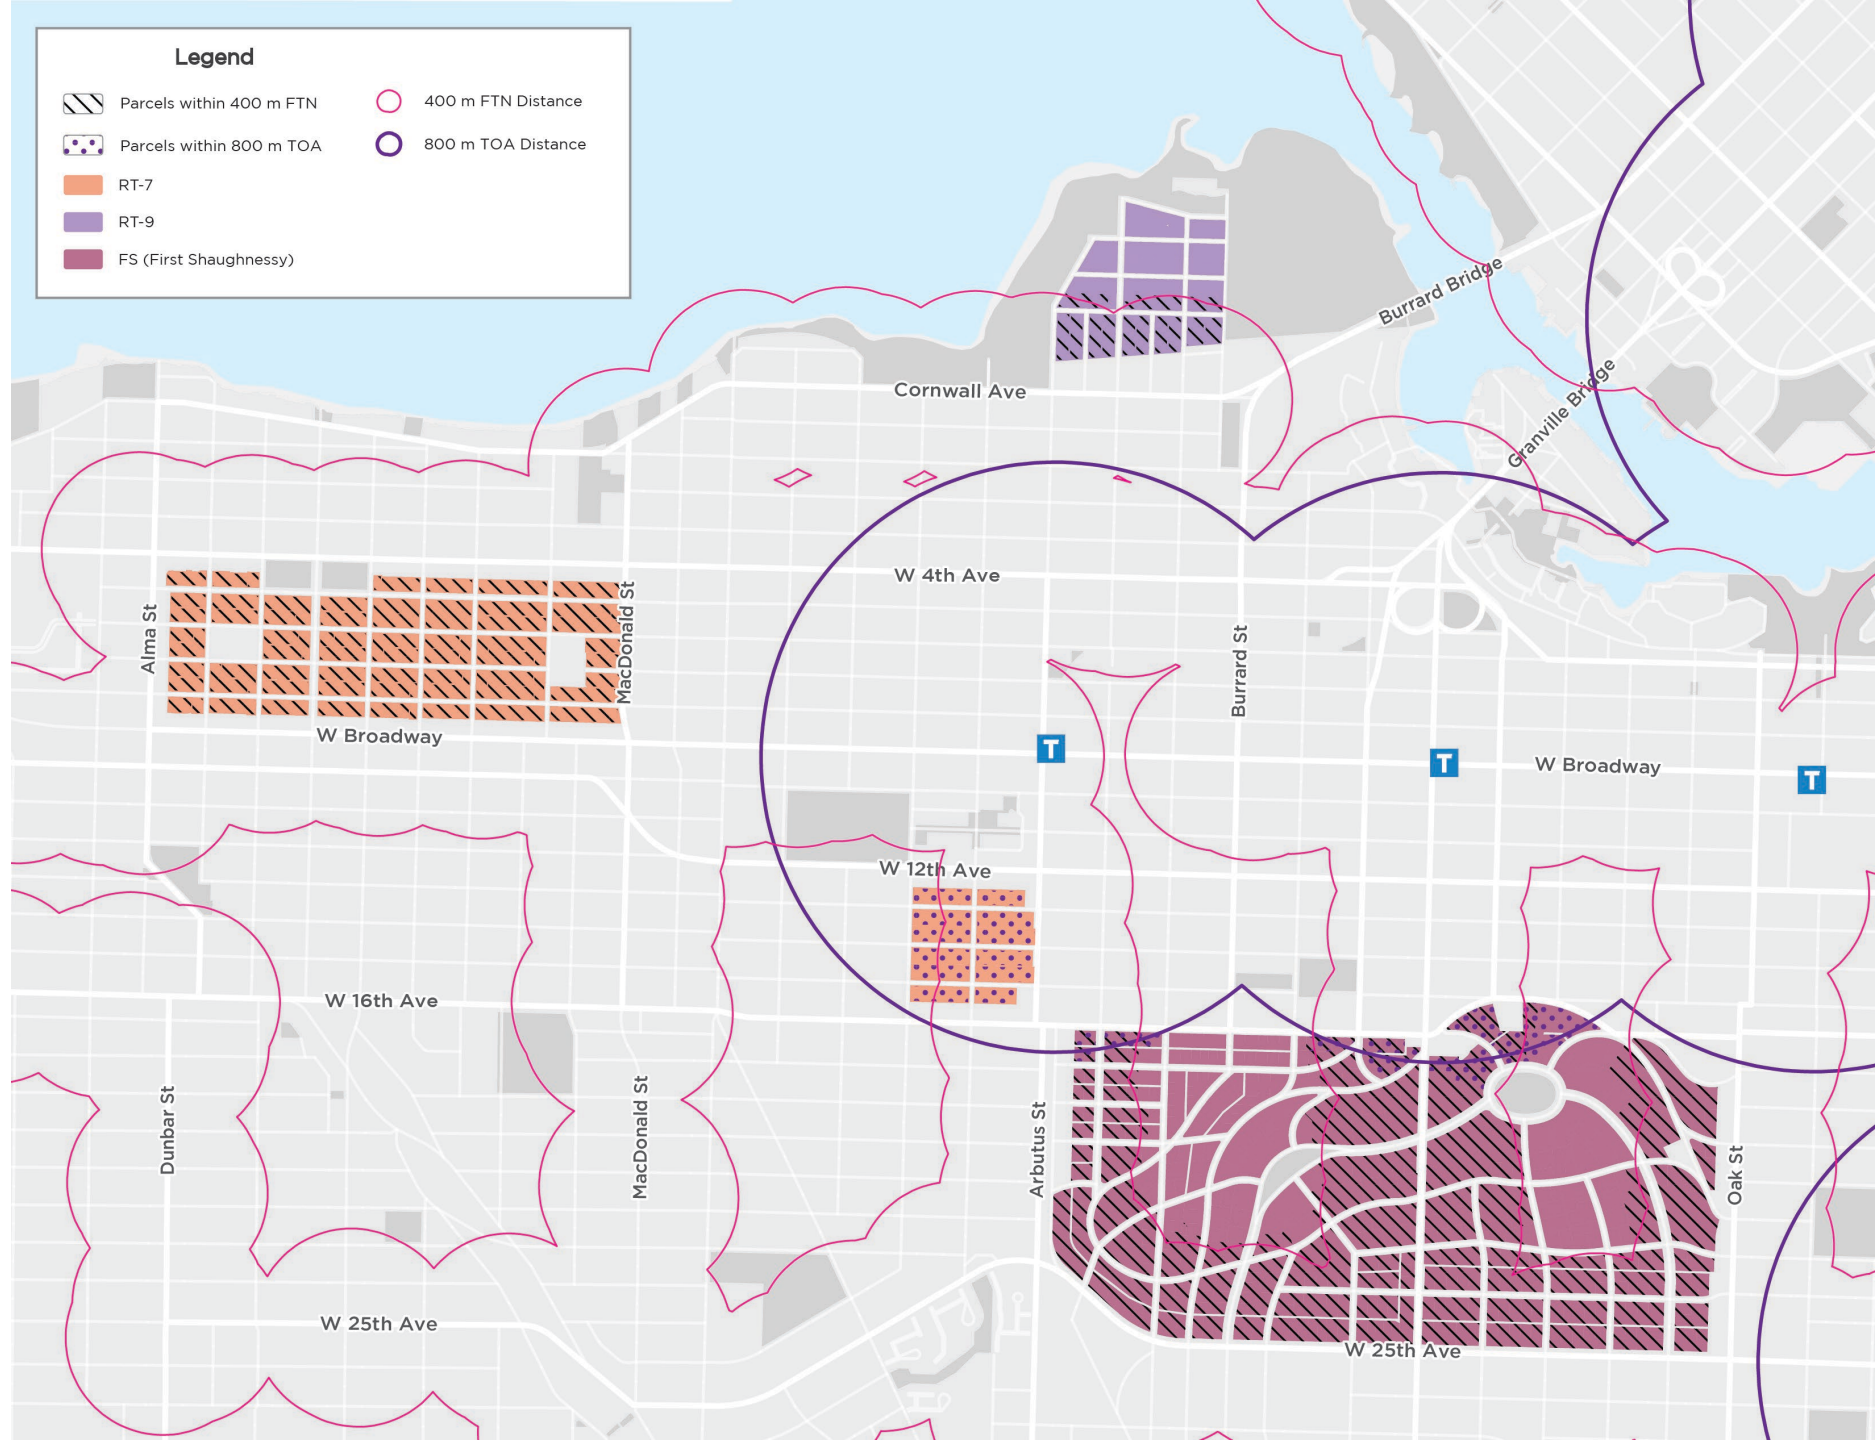 Legend
Parcels within 400 m FTN
400 m FTN Distance
Parcels within 800 m TOA
800 m TOA Distance
RT-7
RT-9
FS (First Shaughnessy)
Burrard Bridge
Cornwall Ave
Granville Bridge
W 4th Ave
Alma St
MacDonald St
Burrard St
W Broadway
T
T
W Broadway
T
W 12th Ave
W 16th Ave
Dunbar St
MacDonald St
Arbutus St
Oak St
W 25th Ave
W 25th Ave